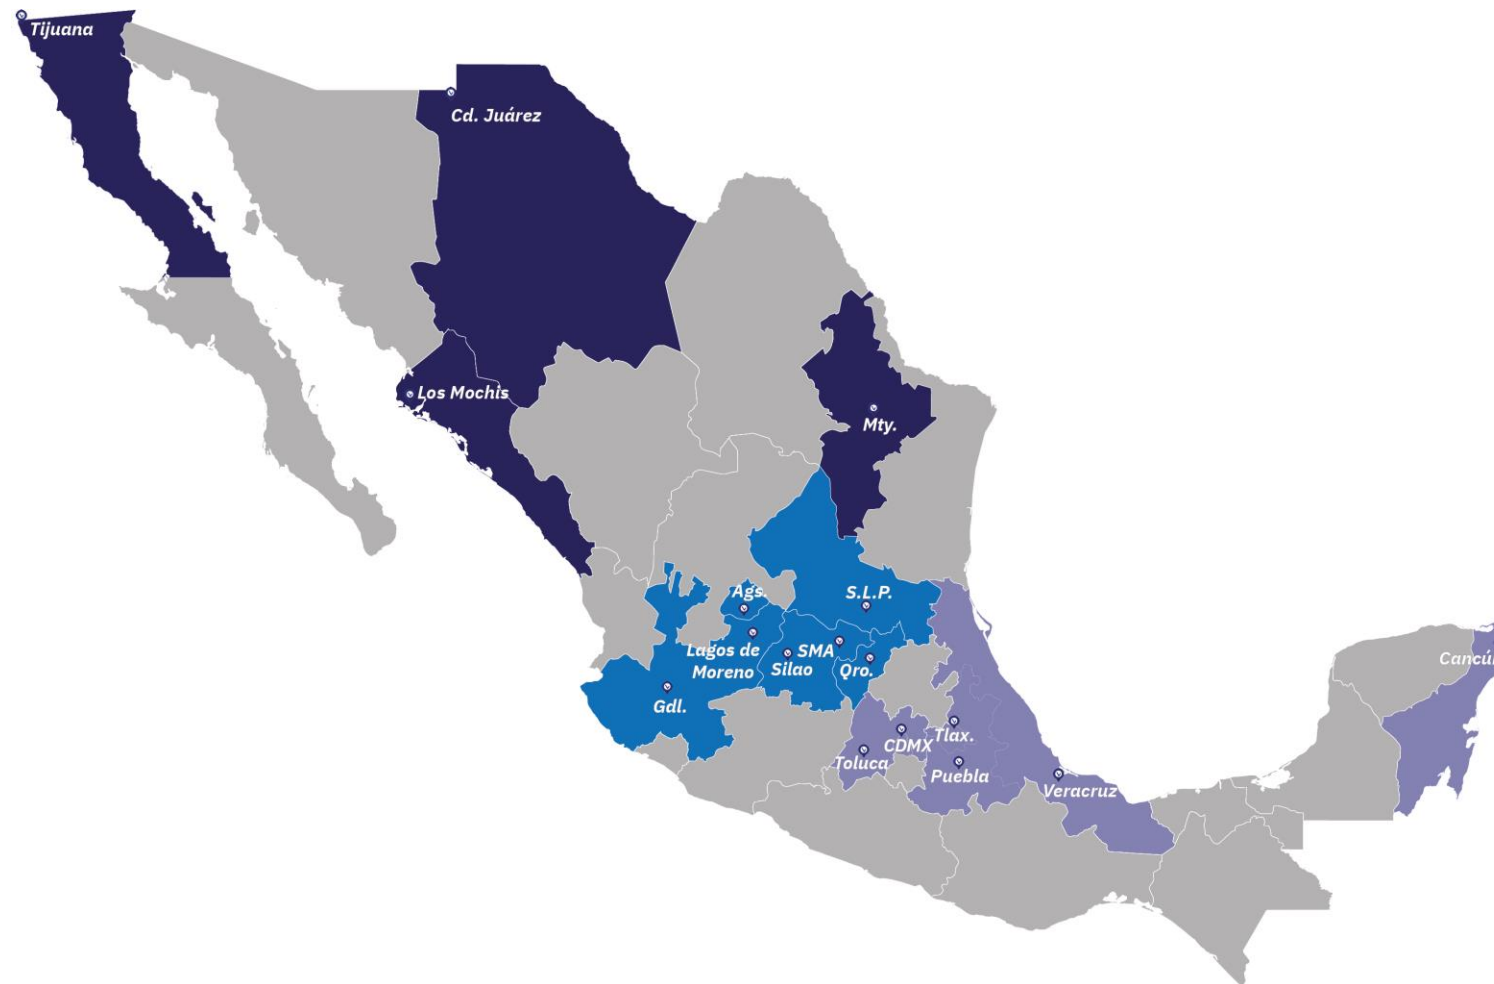 Tijuana
Cd. Juárez
Los Mochis
Mty.
Ags.
S.L.P.
Lagos de
Moreno
SMA
Silao
Qro.
Gdl.
Cancú
Tlax.
CDMX
Toluca
Puebla
Veracruz